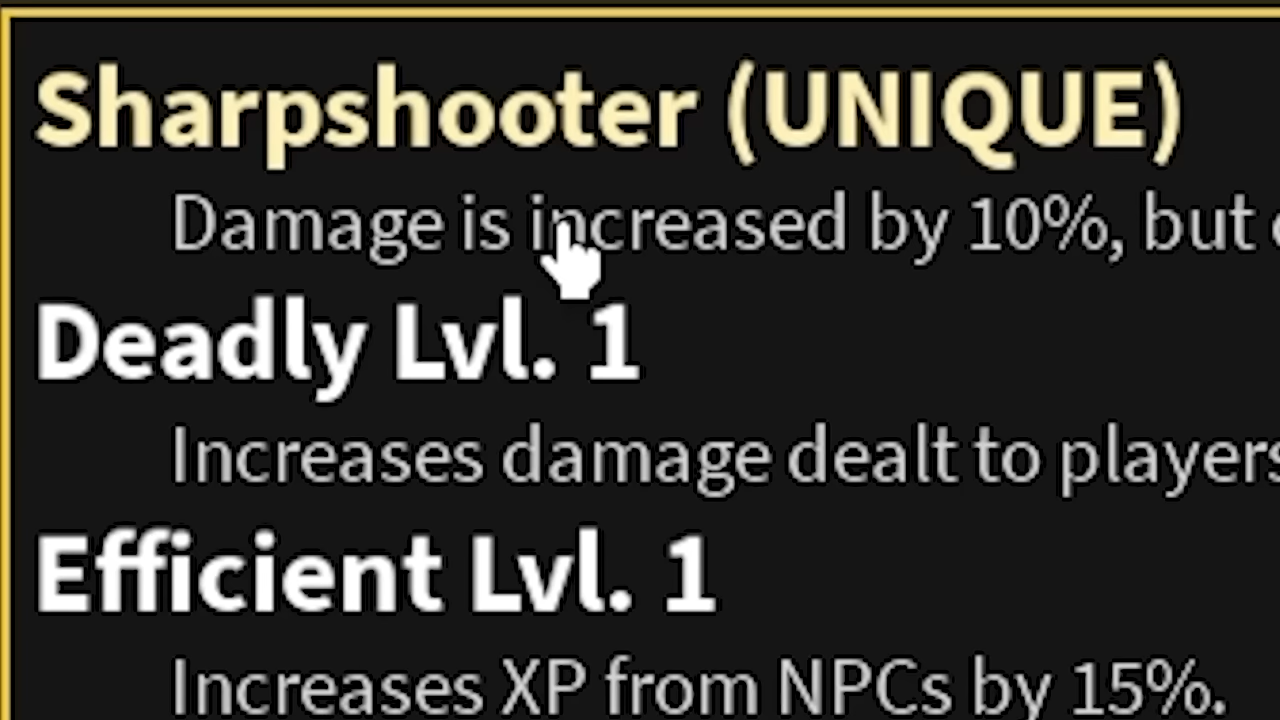 Sharpshooter (UNIQUE)
Damage is increased by 10%, but
Deadly Lvl. 1
Increases damage dealt to players
Efficient Lvl. 1
Increases XP from NPCs by 15%.